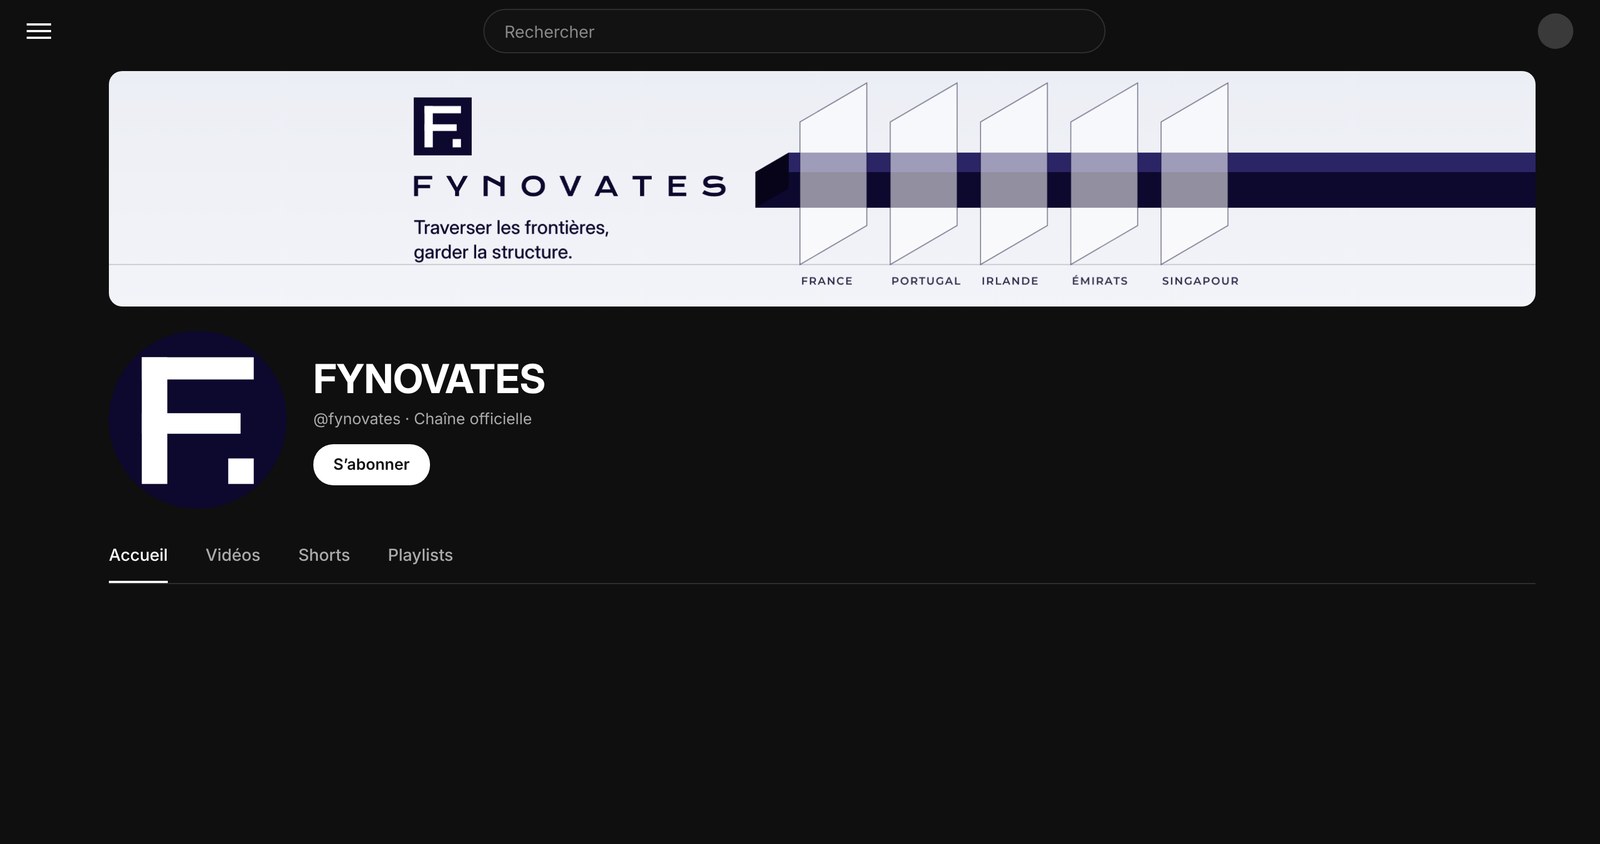 Rechercher
F.
FYNOVATES
Traverser les frontières,
garder la structure.
FRANCE PORTUGAL IRLANDE ÉMIRATS SINGAPOUR
F.
FYNOVATES
@fynovates · Chaîne officielle
S’abonner
Accueil Vidéos Shorts Playlists